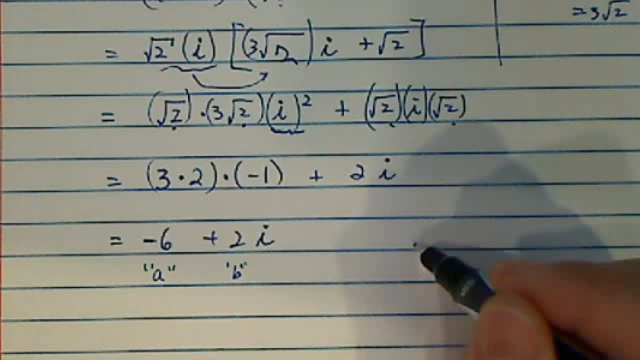 = √2 (i) [(3√2) i + √2]
= 3√2
= (√2) · (3√2)(i)² + (√2)(i)(√2)
= (3 · 2) · (-1) + 2 i
= -6 + 2 i
"a" "b"